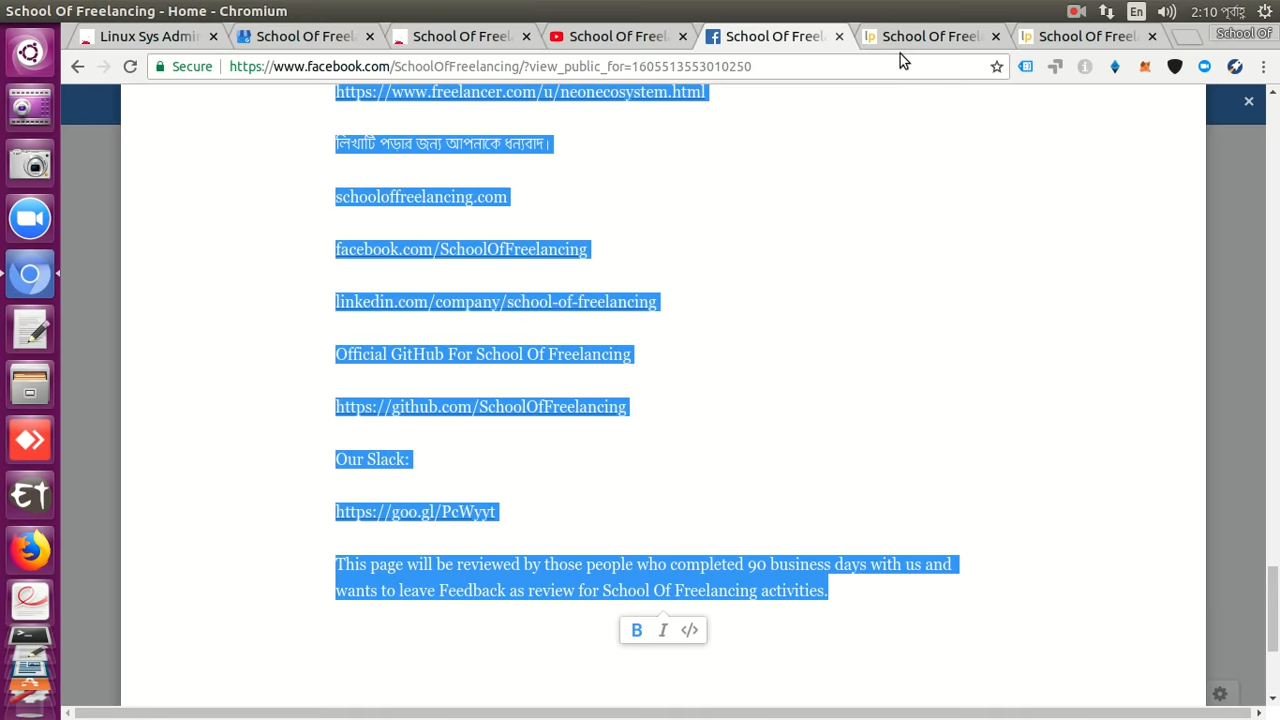 School Of Freelancing - Home - Chromium
En
2:10 পূর্বাহ্ণ
Linux Sys Admin
School Of Freel
School Of Freel
School Of Freel
School Of Freel
School Of Freel
School Of Freel
School Of
Secure
https://www.facebook.com/SchoolOfFreelancing/?view_public_for=1605513553010250
https://www.freelancer.com/u/neonecosystem.html
লিখাটি পড়ার জন্য আপনাকে ধন্যবাদ।
schooloffreelancing.com
facebook.com/SchoolOfFreelancing
linkedin.com/company/school-of-freelancing
Official GitHub For School Of Freelancing
https://github.com/SchoolOfFreelancing
Our Slack:
https://goo.gl/PcWyyt
This page will be reviewed by those people who completed 90 business days with us and
wants to leave Feedback as review for School Of Freelancing activities.
B I </>
ET